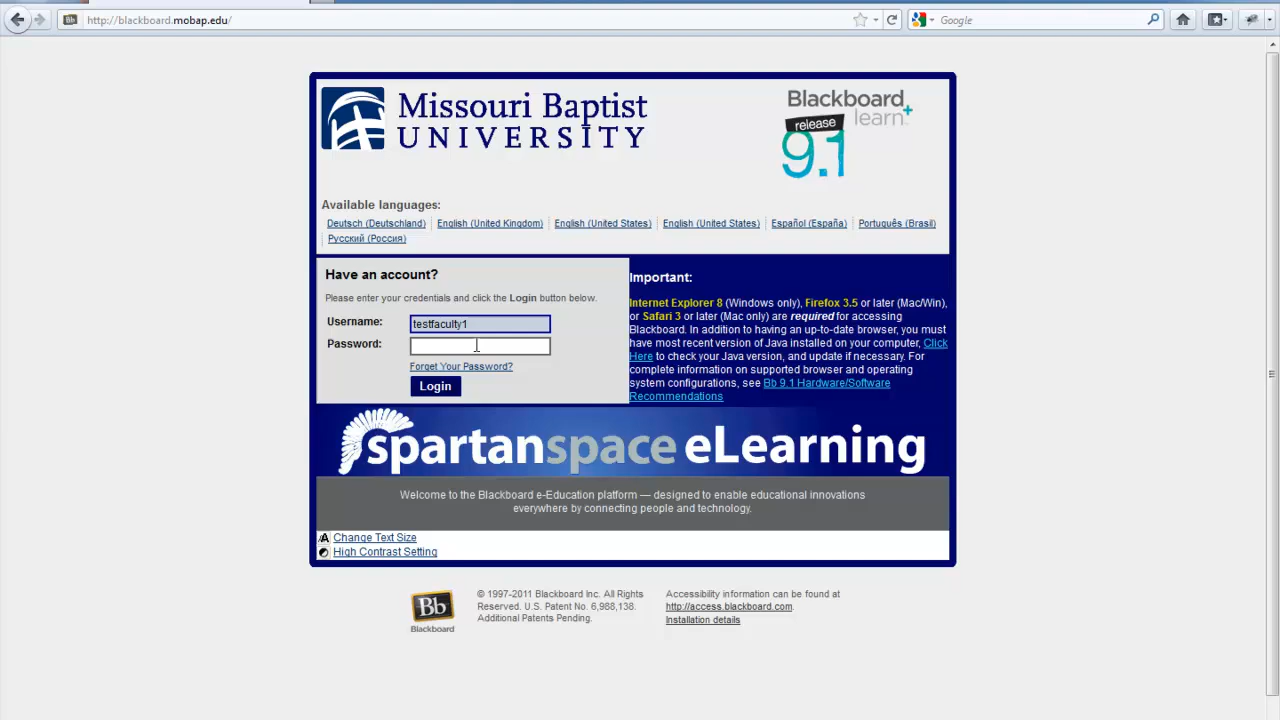 http://blackboard.mobap.edu/
Google
Missouri Baptist
UNIVERSITY
Blackboard
learn
release
9.1
Available languages:
Deutsch (Deutschland) English (United Kingdom) English (United States) English (United States) Español (España) Português (Brasil)
Русский (Россия)
Have an account?
Please enter your credentials and click the Login button below.
Username: testfaculty1
Password:
Forget Your Password?
Login
Important:
Internet Explorer 8 (Windows only), Firefox 3.5 or later (Mac/Win),
or Safari 3 or later (Mac only) are required for accessing
Blackboard. In addition to having an up-to-date browser, you must
have most recent version of Java installed on your computer, Click
Here to check your Java version, and update if necessary. For
complete information on supported browser and operating
system configurations, see Bb 9.1 Hardware/Software
Recommendations
spartanspace eLearning
Welcome to the Blackboard e-Education platform — designed to enable educational innovations
everywhere by connecting people and technology.
Change Text Size
High Contrast Setting
Bb
Blackboard
© 1997-2011 Blackboard Inc. All Rights
Reserved. U.S. Patent No. 6,988,138.
Additional Patents Pending.
Accessibility information can be found at
http://access.blackboard.com.
Installation details